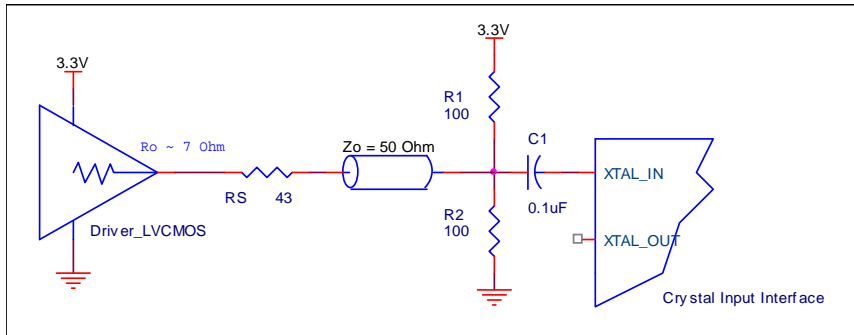 3.3V
3.3V
R1
100
Ro ~ 7 Ohm
Zo = 50 Ohm
C1
XTAL_IN
RS 43
0.1uF
R2
100
Driver_LVCMOS
XTAL_OUT
Crystal Input Interface